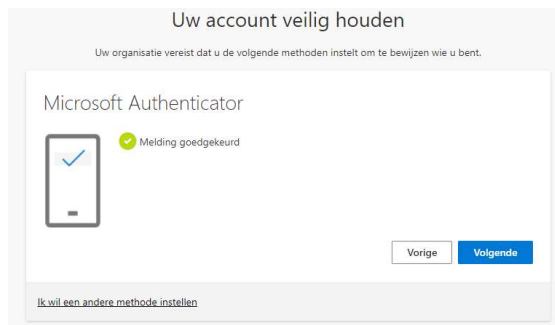 Uw account veilig houden
Uw organisatie vereist dat u de volgende methoden instelt om te bewijzen wie u bent.
Microsoft Authenticator
Melding goedgekeurd
Vorige
Volgende
Ik wil een andere methode instellen